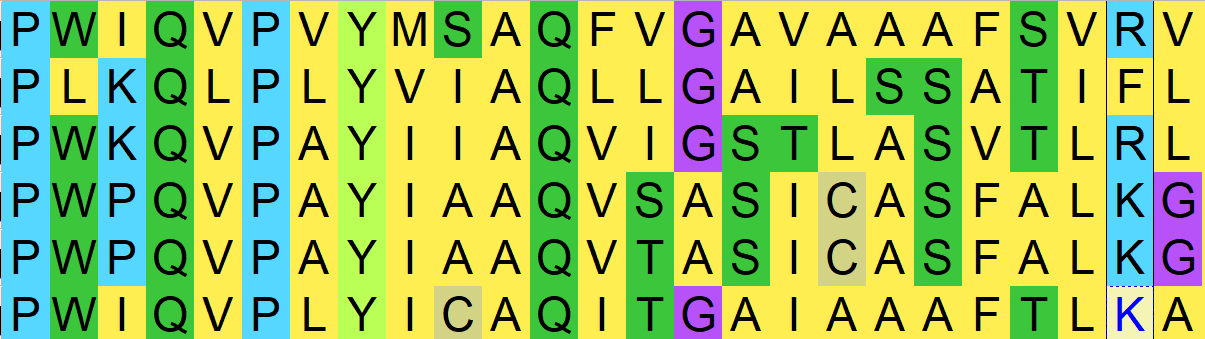 PWIQVPVYMSAQFVGAVAAAFSVRV
PLKQLPLYVIAQLLGAILSSATIFL
PWKQVPAYIIAQVIGSTLASVTLRL
PWPQVPAYIAAQVSASICASFALKG
PWPQVPAYIAAQVTASICASFALKG
PWIQVPLYICAQITGAIAAAFTLKA